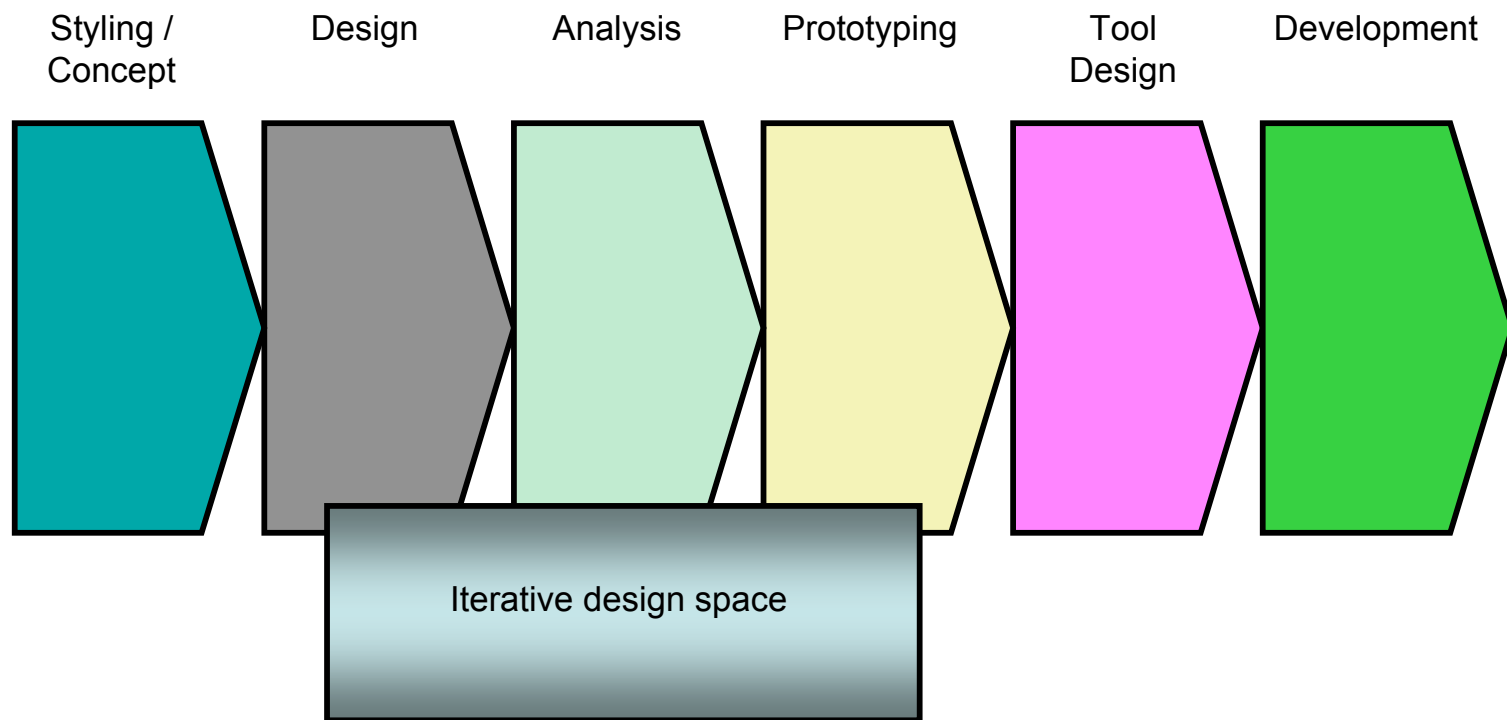 Styling /
Concept
Design
Analysis
Prototyping
Tool
Design
Development
Iterative design space